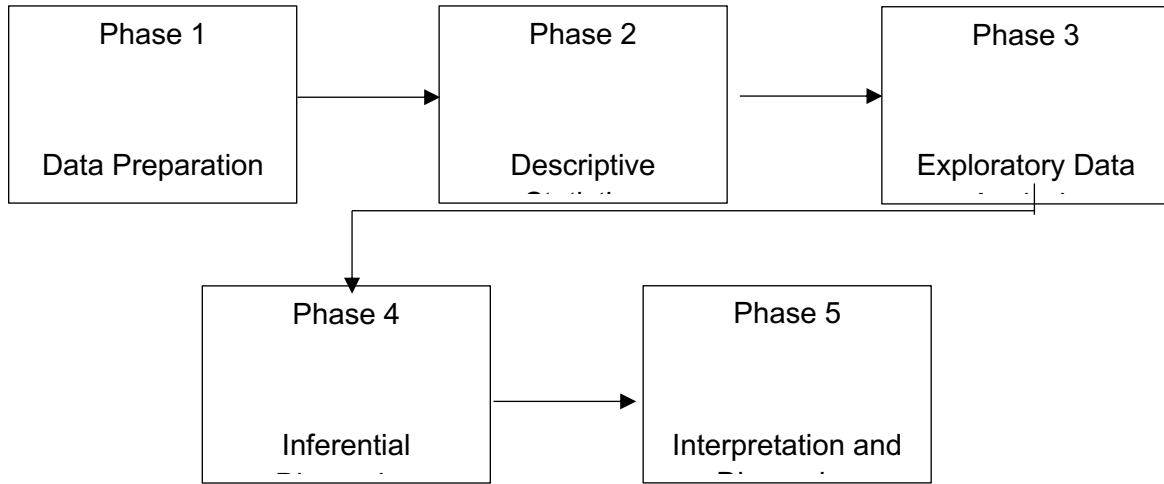 Phase 1
Data Preparation
Phase 2
Descriptive
Phase 3
Exploratory Data
Phase 4
Inferential
Phase 5
Interpretation and